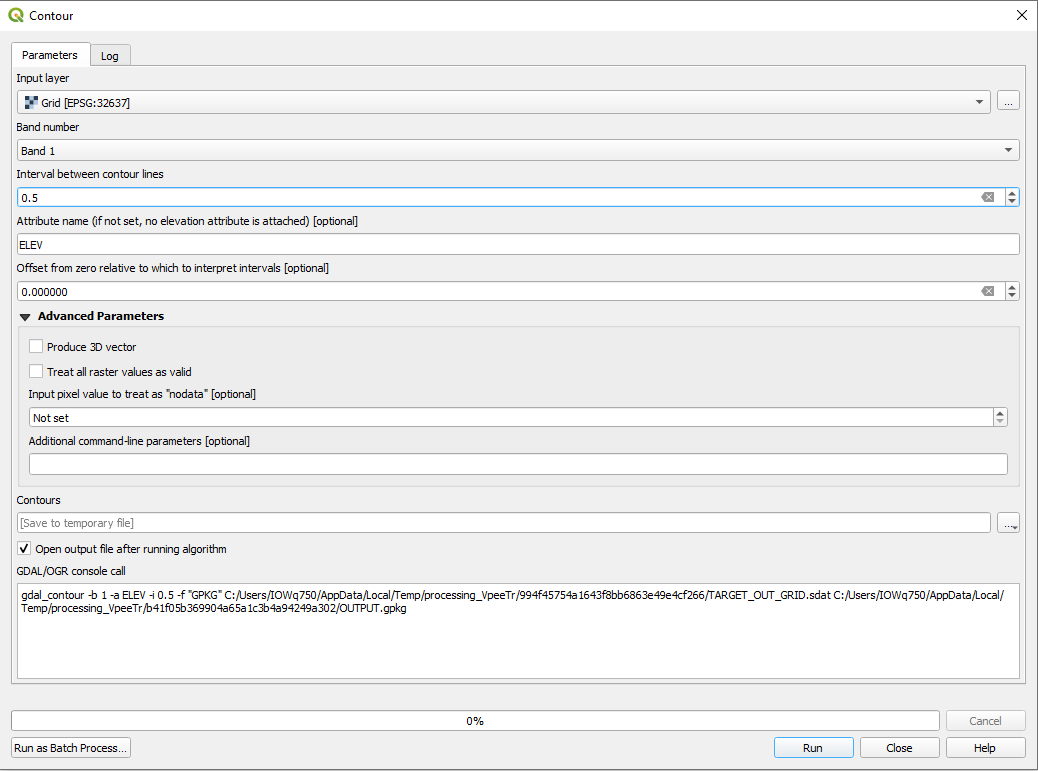 Contour
Parameters
Log
Input layer
Grid [EPSG:32637]
...
Band number
Band 1
Interval between contour lines
0.5
Attribute name (if not set, no elevation attribute is attached) [optional]
ELEV
Offset from zero relative to which to interpret intervals [optional]
0.000000
Advanced Parameters
Produce 3D vector
Treat all raster values as valid
Input pixel value to treat as "nodata" [optional]
Not set
Additional command-line parameters [optional]
Contours
[Save to temporary file]
...
Open output file after running algorithm
GDAL/OGR console call
gdal_contour -b 1 -a ELEV -i 0.5 -f "GPKG" C:/Users/IOWq750/AppData/Local/Temp/processing_VpeeTr/994f45754a1643f8bb6863e49e4cf266/TARGET_OUT_GRID.sdat C:/Users/IOWq750/AppData/Local/
Temp/processing_VpeeTr/b41f05b369904a65a1c3b4a94249a302/OUTPUT.gpkg
0%
Cancel
Run as Batch Process...
Run
Close
Help